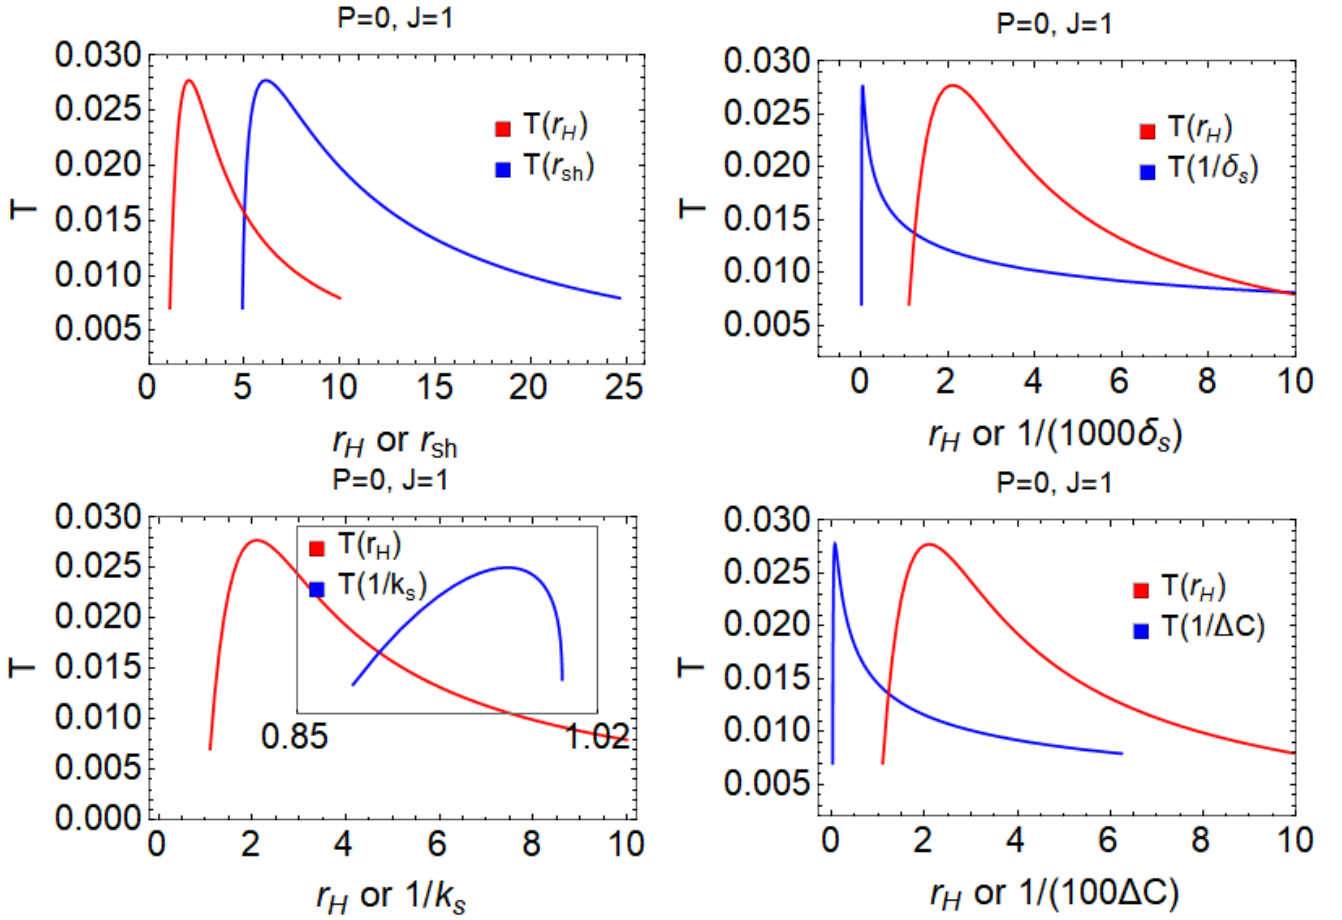 P=0, J=1
0.030
0.025
0.020
0.015
0.010
0.005
T
T(r_H)
T(r_sh)
0 5 10 15 20 25
r_H or r_sh
P=0, J=1
0.030
0.025
0.020
0.015
0.010
0.005
T
T(r_H)
T(1/δ_s)
0 2 4 6 8 10
r_H or 1/(1000δ_s)
P=0, J=1
0.030
0.025
0.020
0.015
0.010
0.005
0.000
T
T(r_H)
T(1/k_s)
0.85 1.02
0 2 4 6 8 10
r_H or 1/k_s
P=0, J=1
0.030
0.025
0.020
0.015
0.010
0.005
T
T(r_H)
T(1/ΔC)
0 2 4 6 8 10
r_H or 1/(100ΔC)